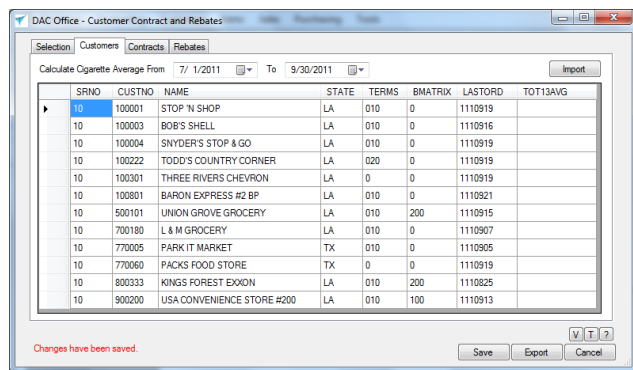 DAC Office - Customer Contract and Rebates
Selection Customers Contracts Rebates
Calculate Cigarette Average From 7/ 1/2011 To 9/30/2011 Import
SRNO CUSTNO NAME STATE TERMS BMATRIX LASTORD TOT13AVG
10 100001 STOP 'N SHOP LA 010 0 1110919
10 100003 BOB'S SHELL LA 010 0 1110916
10 100004 SNYDER'S STOP & GO LA 010 0 1110919
10 100222 TODD'S COUNTRY CORNER LA 020 0 1110919
10 100301 THREE RIVERS CHEVRON LA 0 0 1110919
10 100801 BARON EXPRESS #2 BP LA 010 0 1110921
10 500101 UNION GROVE GROCERY LA 010 200 1110915
10 700180 L & M GROCERY LA 010 0 1110907
10 770005 PARK IT MARKET TX 010 0 1110905
10 770060 PACKS FOOD STORE TX 0 0 1110919
10 800333 KINGS FOREST EXXON LA 010 200 1110825
10 900200 USA CONVENIENCE STORE #200 LA 010 100 1110913
V T ?
Changes have been saved. Save Export Cancel